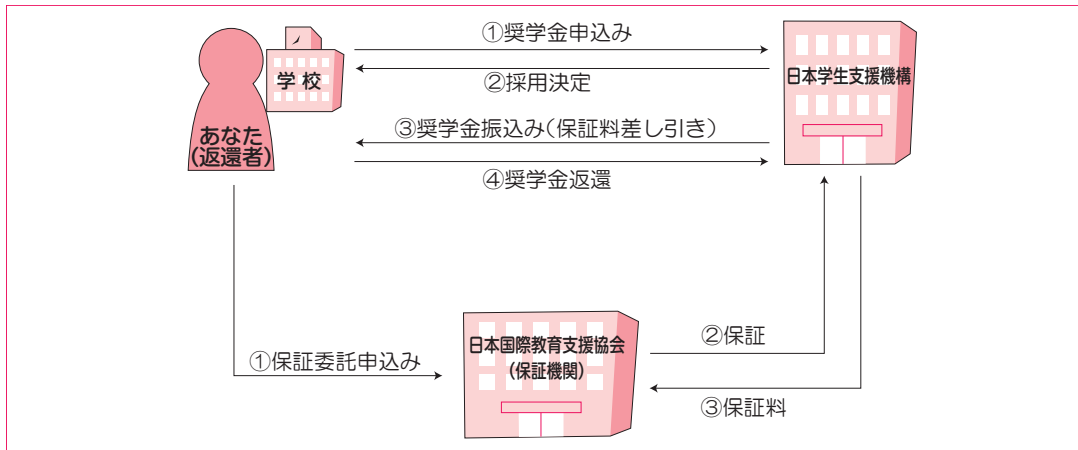 ①奨学金申込み
学校
日本学生支援機構
②採用決定
③奨学金振込み(保証料差し引き)
あなた
(返還者)
④奨学金返還
日本国際教育支援協会
(保証機関)
②保証
①保証委託申込み
③保証料